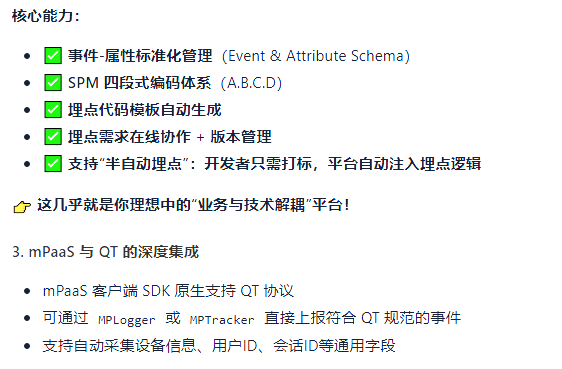 核心能力：
• ✅ 事件-属性标准化管理（Event & Attribute Schema）
• ✅ SPM 四段式编码体系（A.B.C.D）
• ✅ 埋点代码模板自动生成
• ✅ 埋点需求在线协作 + 版本管理
• ✅ 支持“半自动埋点”：开发者只需打标，平台自动注入埋点逻辑
👉 这几乎就是你理想中的“业务与技术解耦”平台！
3. mPaaS 与 QT 的深度集成
• mPaaS 客户端 SDK 原生支持 QT 协议
• 可通过 MPLogger 或 MPTracker 直接上报符合 QT 规范的事件
• 支持自动采集设备信息、用户ID、会话ID等通用字段